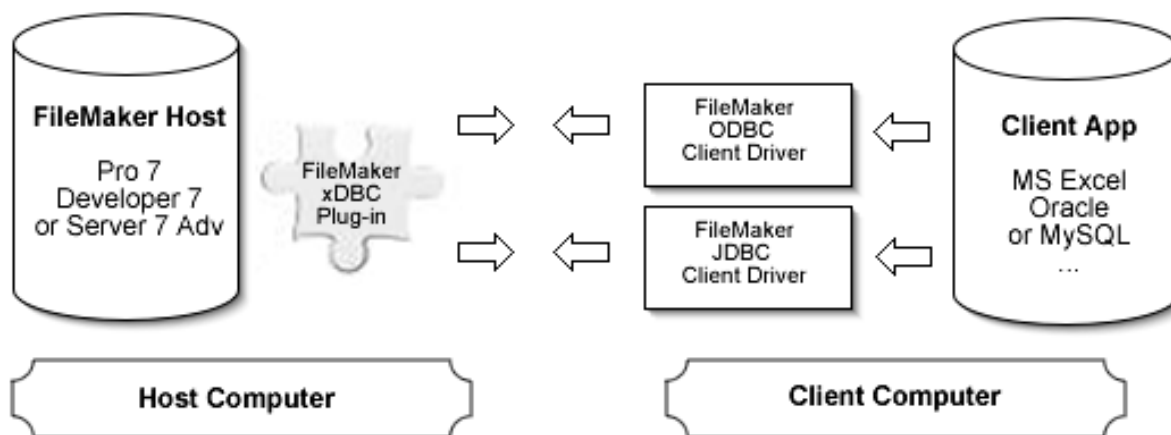 FileMaker Host
Pro 7
Developer 7
or Server 7 Adv
FileMaker
xDBC
Plug-in
FileMaker
ODBC
Client Driver
FileMaker
JDBC
Client Driver
Client App
MS Excel
Oracle
or MySQL
...
Host Computer
Client Computer